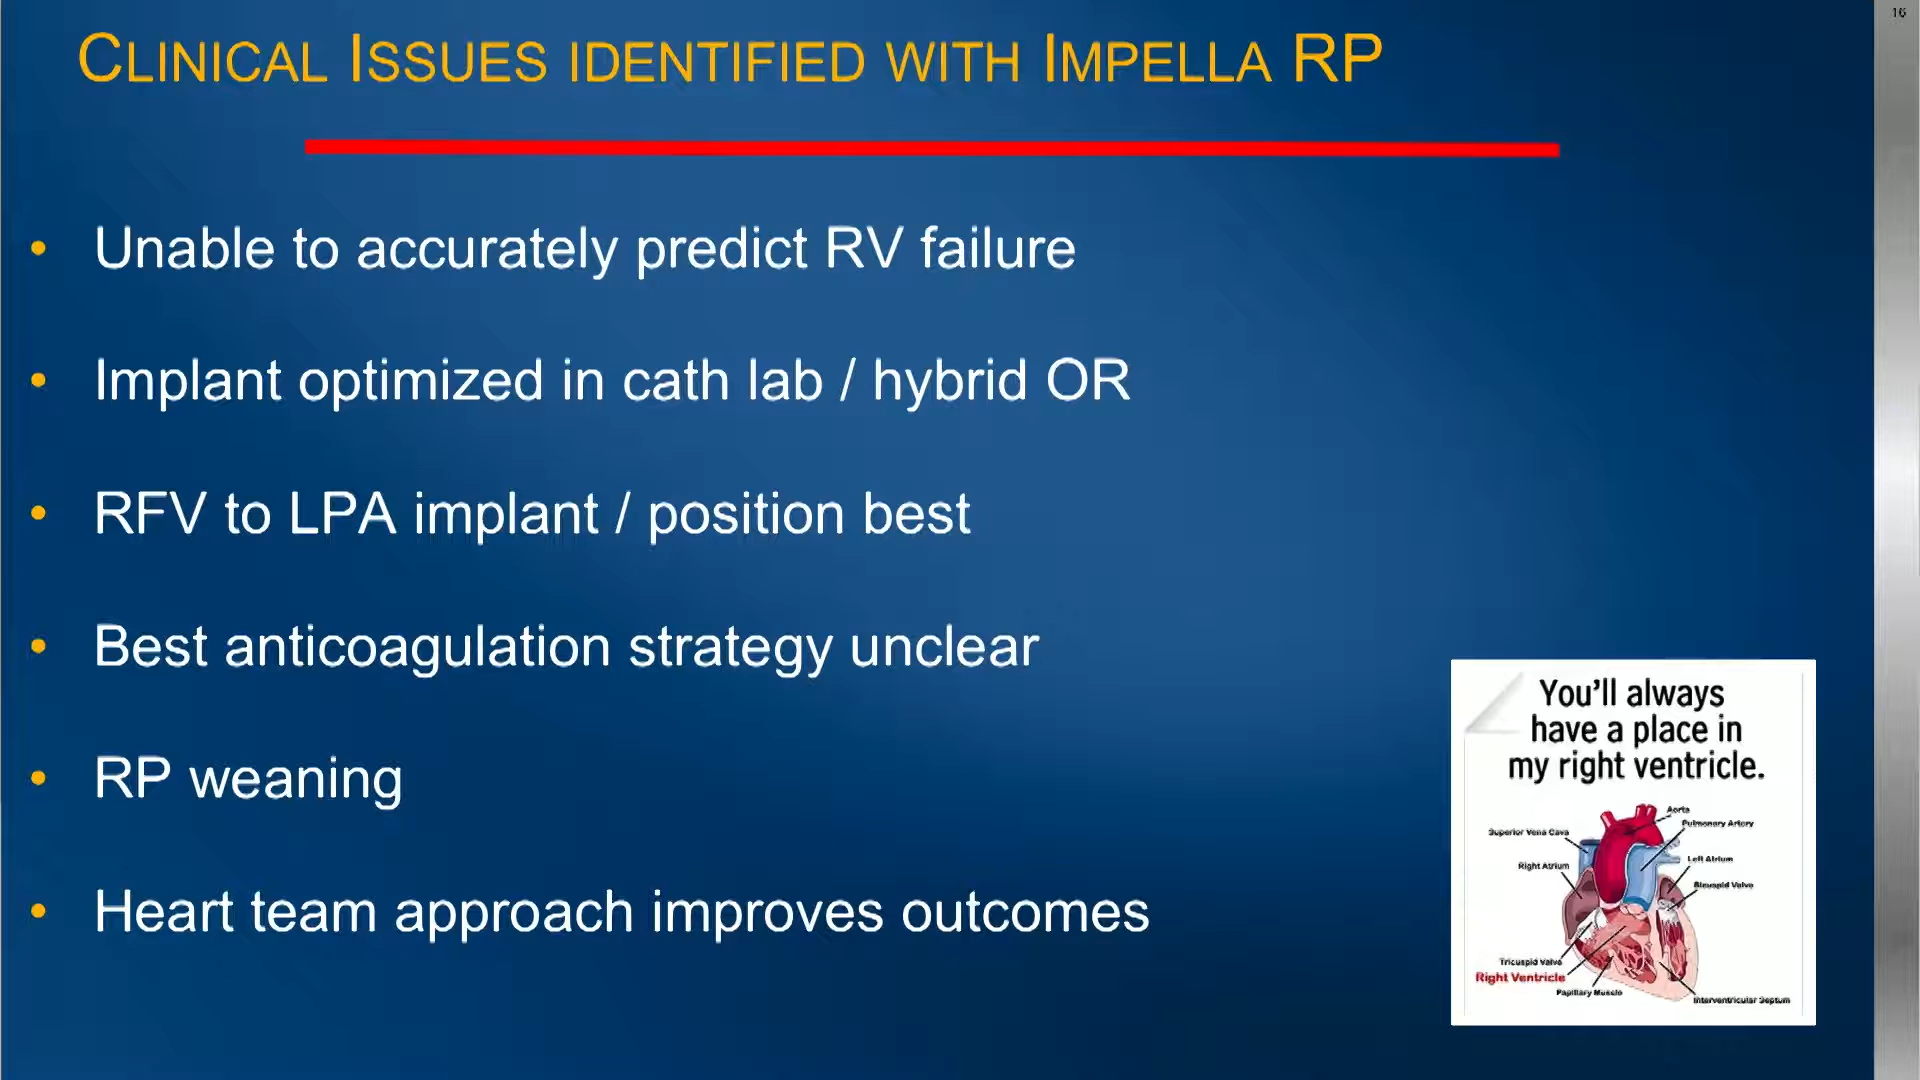 16
CLINICAL ISSUES IDENTIFIED WITH IMPELLA RP
• Unable to accurately predict RV failure
• Implant optimized in cath lab / hybrid OR
• RFV to LPA implant / position best
• Best anticoagulation strategy unclear
• RP weaning
• Heart team approach improves outcomes
You'll always
have a place in
my right ventricle.
Aorta
Pulmonary Artery
Superior Vena Cava
Left Atrium
Right Atrium
Bicuspid Valve
Tricuspid Valve
Right Ventricle
Papillary Muscle
Interventricular Septum